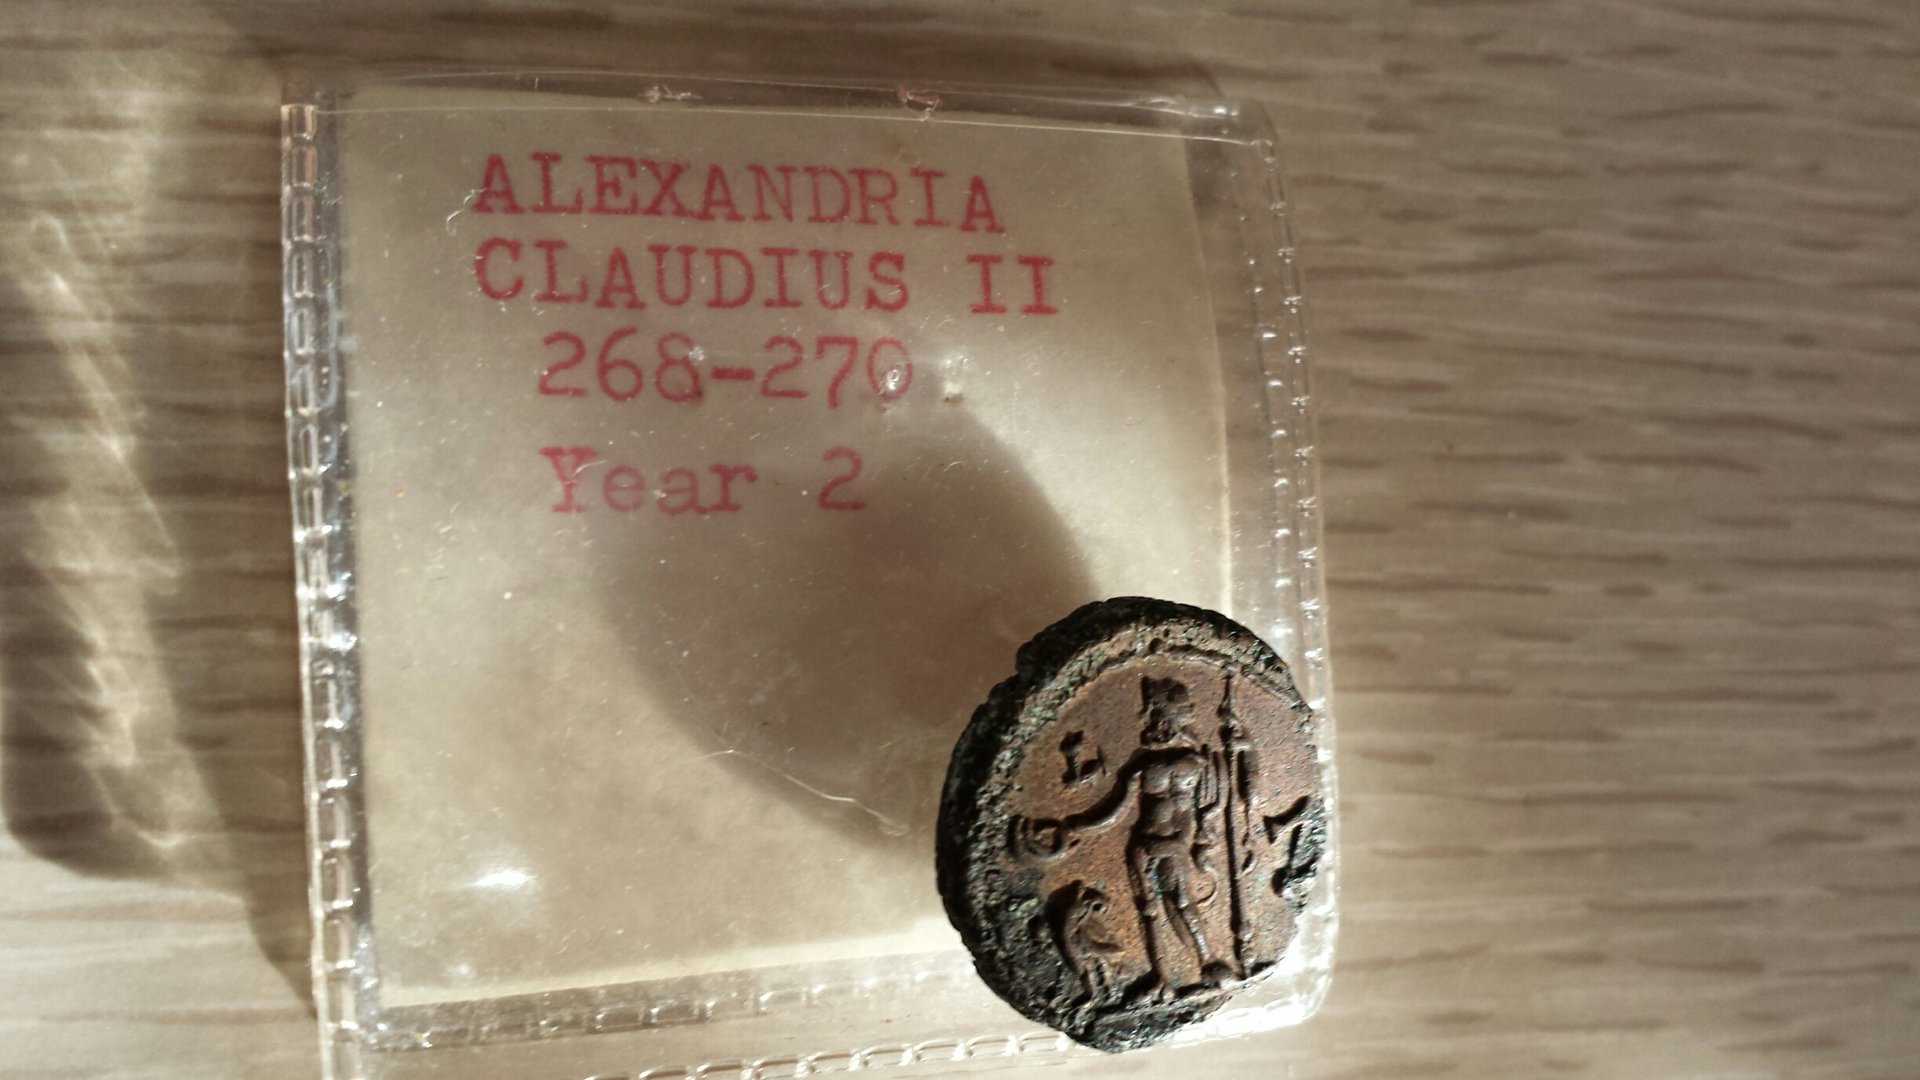 ALEXANDRIA
CLAUDIUS II
268-270
Year 2
L